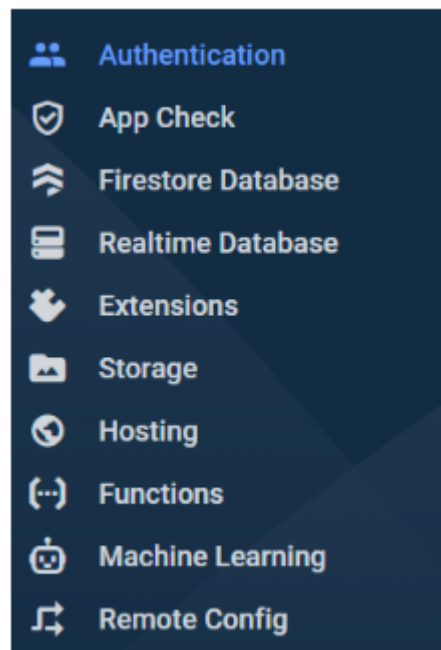 Authentication
App Check
Firestore Database
Realtime Database
Extensions
Storage
Hosting
Functions
Machine Learning
Remote Config